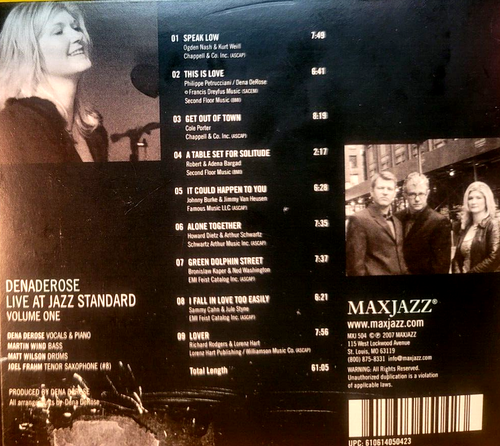 01 SPEAK LOW 7:49
Ogden Nash & Kurt Weill
Chappell & Co. Inc. (ASCAP)
02 THIS IS LOVE 6:41
Philippe Petrucciani / Dena DeRose
Francis Dreyfus Music (SACEM)
Second Floor Music (BMI)
03 GET OUT OF TOWN 8:19
Cole Porter
Chappell & Co. Inc. (ASCAP)
04 A TABLE SET FOR SOLITUDE 2:17
Robert & Adena Bargad
Second Floor Music (BMI)
05 IT COULD HAPPEN TO YOU 6:28
Johnny Burke & Jimmy Van Heusen
Famous Music LLC (ASCAP)
06 ALONE TOGETHER 7:35
Howard Dietz & Arthur Schwartz
Schwartz Arthur Music Inc. (ASCAP)
07 GREEN DOLPHIN STREET 7:37
Bronislaw Kaper & Ned Washington
EMI Feist Catalog Inc. (ASCAP)
08 I FALL IN LOVE TOO EASILY 6:21
Sammy Cahn & Jule Styne
EMI Feist Catalog Inc. (ASCAP)
09 LOVER 7:56
Richard Rodgers & Lorenz Hart
Lorenz Hart Publishing / Williamson Music Co. (ASCAP)
Total Length 61:05
DENADEROSE
LIVE AT JAZZ STANDARD
VOLUME ONE
DENA DEROSE VOCALS & PIANO
MARTIN WIND BASS
MATT WILSON DRUMS
JOEL FRAHM TENOR SAXOPHONE (#8)
PRODUCED BY DENA DEROSE
All arrangements by Dena DeRose
MAXJAZZ®
www.maxjazz.com
MXJ 504 © ℗ 2007 MAXJAZZ
115 West Lockwood Avenue
St. Louis, MO 63119
(800) 875-8331 info@maxjazz.com
WARNING: All Rights Reserved.
Unauthorized duplication is a violation
of applicable laws.
UPC: 610614050423